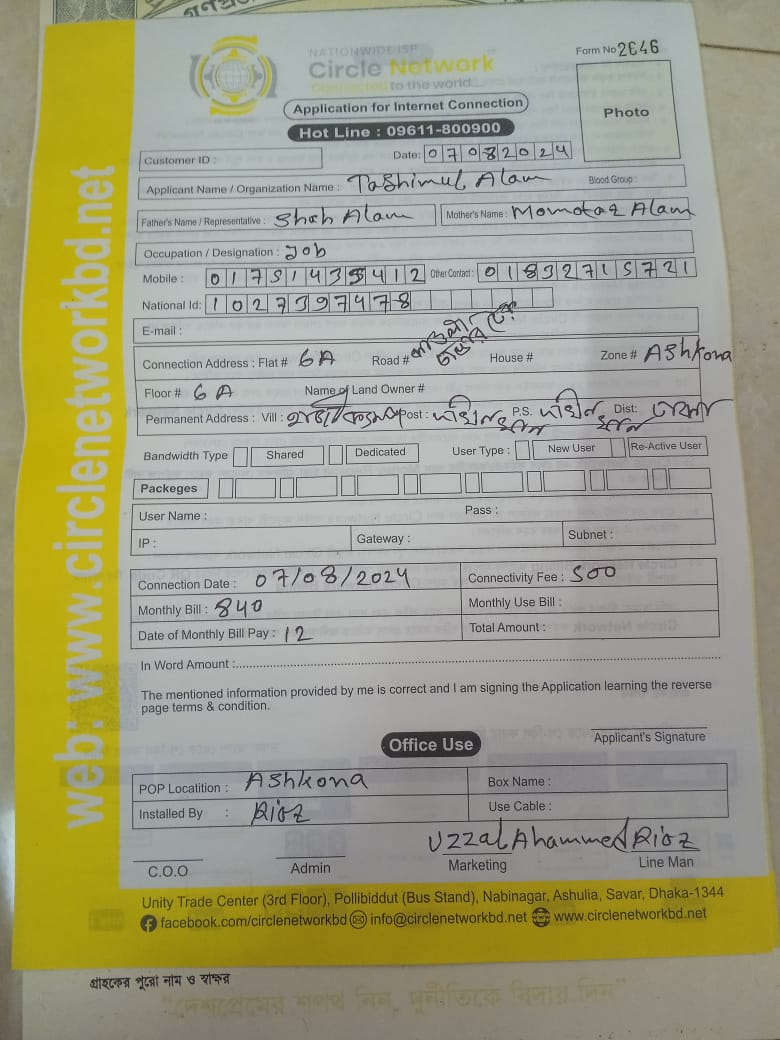 গণপ্র
web: www.circlenetworkbd.net
NATIONWIDE ISP
Circle Network
Connected to the world...
Form No 2646
Application for Internet Connection
Hot Line : 09611-800900
Photo
Customer ID :
Date: 07082024
Applicant Name / Organization Name : Tashimul Alam Blood Group :
Father's Name / Representative : Shah Alam Mother's Name : Momotaz Alam
Occupation / Designation : Job
Mobile : 01751435412 Other Contact : 01832715721
National Id: 1027397478
E-mail :
Connection Address : Flat # 6A Road # House # Zone # Ashkona
Floor # 6A Name of Land Owner #
Permanent Address : Vill : Post : P.S. Dist:
Bandwidth Type Shared Dedicated User Type : New User Re-Active User
Packeges
User Name : Pass :
IP : Gateway : Subnet :
Connection Date : 07/08/2024 Connectivity Fee : 500
Monthly Bill : 840 Monthly Use Bill :
Date of Monthly Bill Pay : 12 Total Amount :
In Word Amount :
The mentioned information provided by me is correct and I am signing the Application learning the reverse
page terms & condition.
Applicant's Signature
Office Use
POP Locatition : Ashkona Box Name :
Installed By : Rioz Use Cable :
Uzzal Ahammed Rioz
C.O.O Admin Marketing Line Man
Unity Trade Center (3rd Floor), Pollibiddut (Bus Stand), Nabinagar, Ashulia, Savar, Dhaka-1344
facebook.com/circlenetworkbd info@circlenetworkbd.net www.circlenetworkbd.net
গ্রাহকের পুরো নাম ও স্বাক্ষর
"দেশপ্রেমের শপথ নিন, দুর্নীতিকে বিদায় দিন"